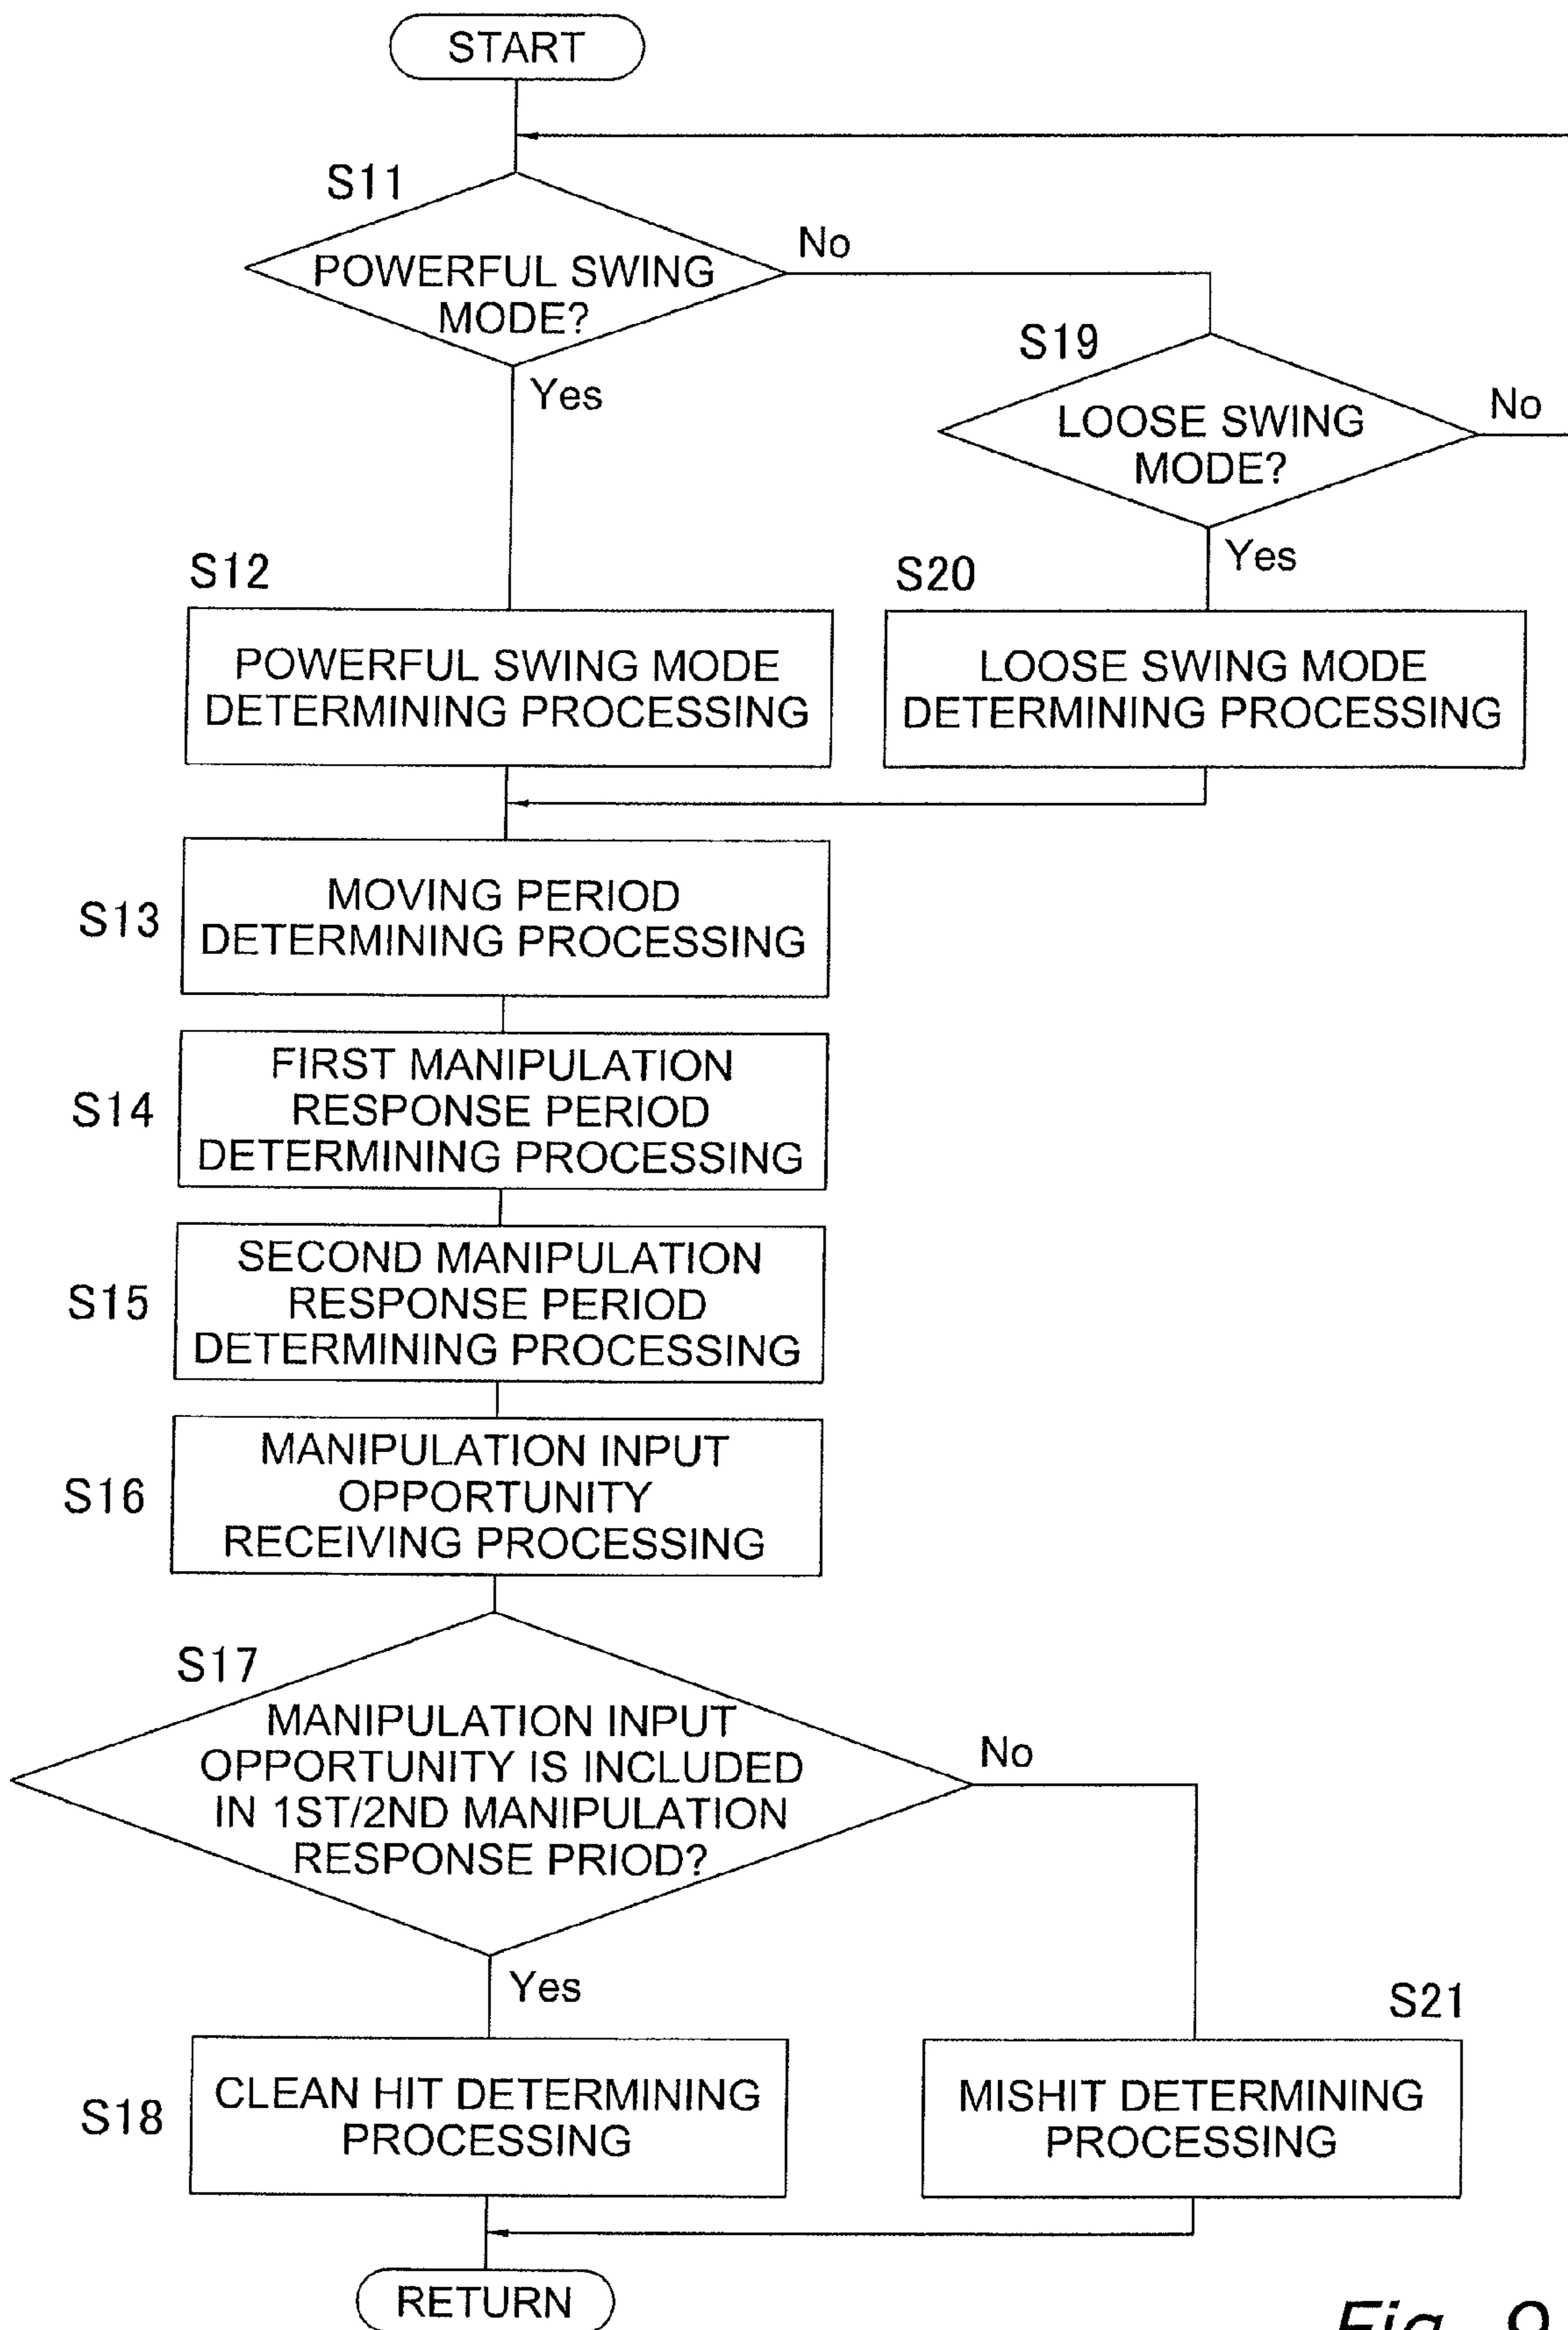 START
S11
POWERFUL SWING
MODE?
No
Yes
S19
LOOSE SWING
MODE?
No
Yes
S12
POWERFUL SWING MODE
DETERMINING PROCESSING
S20
LOOSE SWING MODE
DETERMINING PROCESSING
S13
MOVING PERIOD
DETERMINING PROCESSING
S14
FIRST MANIPULATION
RESPONSE PERIOD
DETERMINING PROCESSING
S15
SECOND MANIPULATION
RESPONSE PERIOD
DETERMINING PROCESSING
S16
MANIPULATION INPUT
OPPORTUNITY
RECEIVING PROCESSING
S17
MANIPULATION INPUT
OPPORTUNITY IS INCLUDED
IN 1ST/2ND MANIPULATION
RESPONSE PRIOD?
No
Yes
S18
CLEAN HIT DETERMINING
PROCESSING
S21
MISHIT DETERMINING
PROCESSING
RETURN
Fig. 9